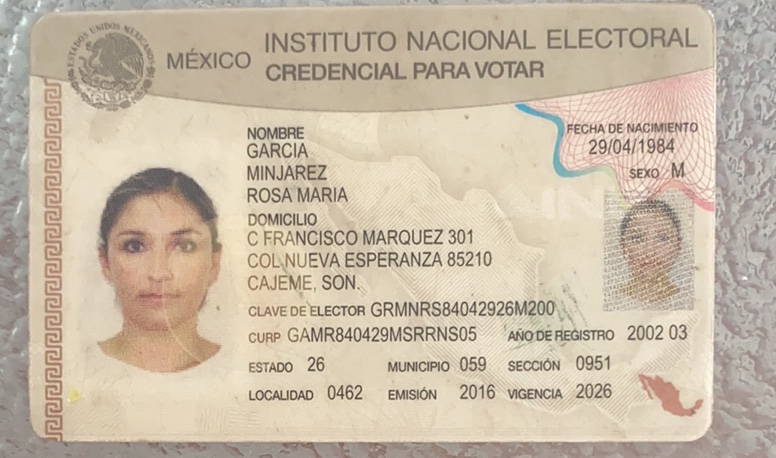 ESTADOS UNIDOS MEXICANOS
MÉXICO
INSTITUTO NACIONAL ELECTORAL
CREDENCIAL PARA VOTAR
NOMBRE
GARCIA
MINJAREZ
ROSA MARIA
FECHA DE NACIMIENTO
29/04/1984
SEXO M
DOMICILIO
C FRANCISCO MARQUEZ 301
COL NUEVA ESPERANZA 85210
CAJEME, SON.
CLAVE DE ELECTOR GRMNRS84042926M200
CURP GAMR840429MSRRNS05 AÑO DE REGISTRO 2002 03
ESTADO 26 MUNICIPIO 059 SECCIÓN 0951
LOCALIDAD 0462 EMISIÓN 2016 VIGENCIA 2026